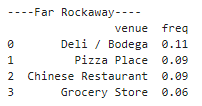 ----Far Rockaway----
venue freq
0 Deli / Bodega 0.11
1 Pizza Place 0.09
2 Chinese Restaurant 0.09
3 Grocery Store 0.06